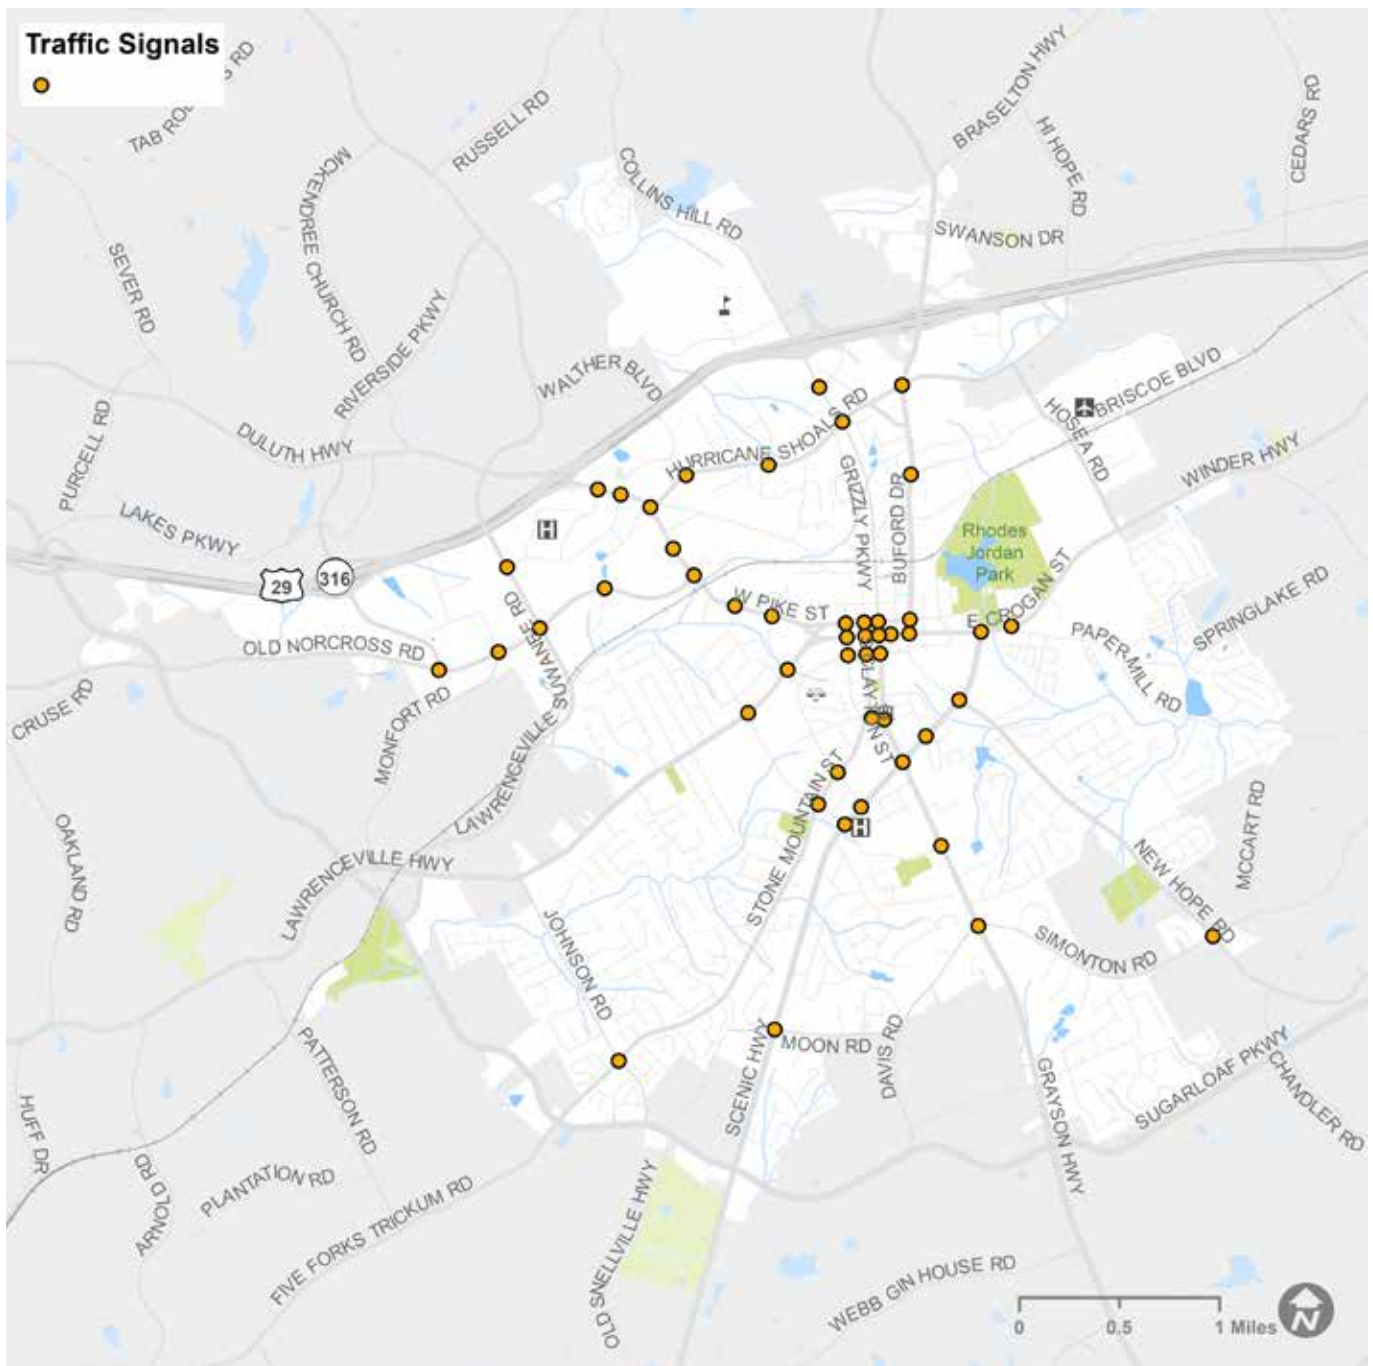 Traffic Signals
TAB RO S RD
RUSSELL RD
BRASELTON HWY
HI HOPE RD
CEDARS RD
MCKENDREE CHURCH RD
COLLINS HILL RD
SWANSON DR
SEVER RD
RIVERSIDE PKWY
WALTHER BLVD
BRISCOE BLVD
HOSEA RD
PURCELL RD
DULUTH HWY
HURRICANE SHOALS RD
GRIZZLY PKWY
BUFORD DR
WINDER HWY
LAKES PKWY
H
Rhodes
Jordan
Park
29
316
W PIKE ST
E CROGAN ST
SPRINGLAKE RD
PAPER MILL RD
OLD NORCROSS RD
SUWANEE RD
CRUSE RD
MONFORT RD
LAWRENCEVILLE S
N ST
STONE MOUNTAIN ST
H
MCCART RD
OAKLAND RD
LAWRENCEVILLE HWY
NEW HOPE RD
JOHNSON RD
SIMONTON RD
PATTERSON RD
SCENIC HWY
MOON RD
DAVIS RD
GRAYSON HWY
SUGARLOAF PKWY
CHANDLER RD
HUFF DR
ARNOLD RD
PLANTATION RD
FIVE FORKS TRICKUM RD
OLD SNELLVILLE HWY
WEBB GIN HOUSE RD
0 0.5 1 Miles
N